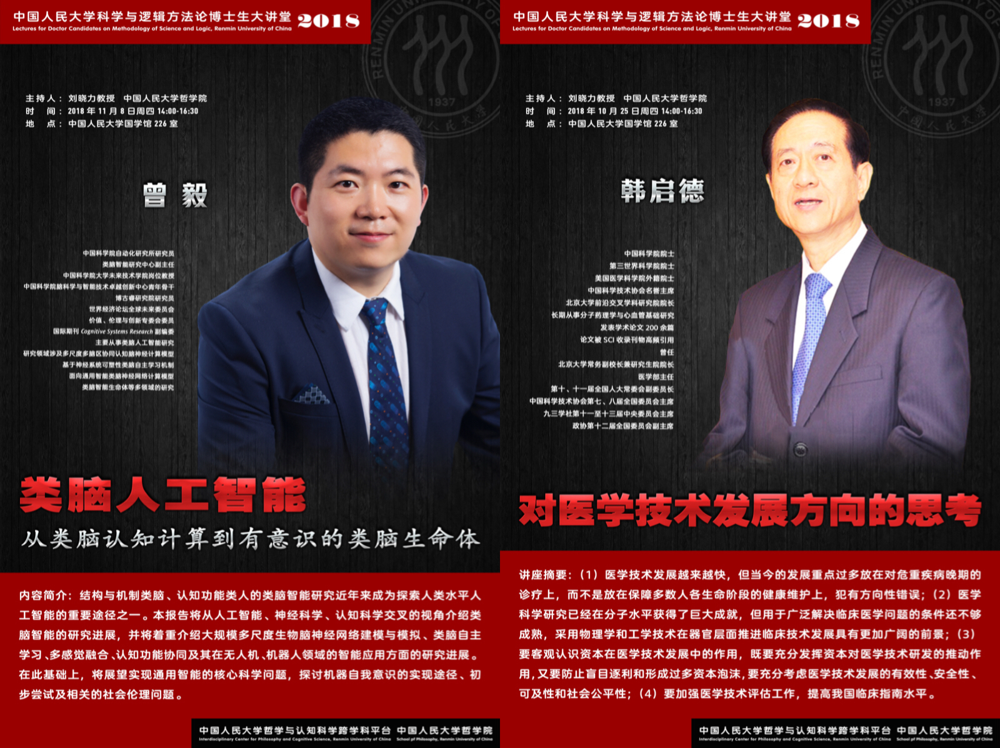 中国人民大学科学与逻辑方法论博士生大讲堂 2018
Lectures for Doctor Candidates on Methodology of Science and Logic, Renmin University of China
RENMIN UNIVERSITY OF
1937
中国人民大学
主持人：刘晓力教授 中国人民大学哲学院
时 间：2018 年 11 月 8 日周四 14:00-16:30
地 点：中国人民大学国学馆 226 室
曾 毅
中国科学院自动化研究所研究员
类脑智能研究中心副主任
中国科学院大学未来技术学院岗位教授
中国科学院脑科学与智能技术卓越创新中心青年骨干
博古睿研究院研究员
世界经济论坛全球未来委员会
价值、伦理与创新专委会委员
国际期刊 Cognitive Systems Research 副编委
主要从事类脑人工智能研究
研究领域涉及多尺度多脑区协同认知脑神经计算模型
基于神经系统可塑性类脑自主学习机制
面向通用智能类脑神经网络计算模型
类脑智能生命体等多领域的研究
类脑人工智能
从类脑认知计算到有意识的类脑生命体
内容简介：结构与机制类脑、认知功能类人的类脑智能研究近年来成为探索人类水平人
工智能的重要途径之一。本报告将从人工智能、神经科学、认知科学交叉的视角介绍类
脑智能的研究进展，并将着重介绍大规模多尺度生物脑神经网络建模与模拟、类脑自主
学习、多感觉融合、认知功能协同及其在无人机、机器人领域的智能应用方面的研究进展。
在此基础上，将展望实现通用智能的核心科学问题，探讨机器自我意识的实现途径、初
步尝试及相关的社会伦理问题。
中国人民大学哲学与认知科学跨学科平台 中国人民大学哲学院
Interdisciplinary Center for Philosophy and Cognitive Science, Renmin University of China School pf Philosophy, Renmin University of China
中国人民大学科学与逻辑方法论博士生大讲堂 2018
Lectures for Doctor Candidates on Methodology of Science and Logic, Renmin University of China
RENMIN UNIVERSITY OF
1937
中国人民大学
主持人：刘晓力教授 中国人民大学哲学院
时 间：2018 年 10 月 25 日周四 14:00-16:30
地 点：中国人民大学国学馆 226 室
韩启德
中国科学院院士
第三世界科学院院士
美国医学科学院外籍院士
中国科学技术协会名誉主席
北京大学前沿交叉学科研究院院长
长期从事分子药理学与心血管基础研究
发表学术论文 200 余篇
论文被 SCI 收录刊物高频引用
曾任
北京大学常务副校长兼研究生院院长
医学部主任
第十、十一届全国人大常委会副委员长
中国科学技术协会第七、八届全国委员会主席
九三学社第十一至十三届中央委员会主席
政协第十二届全国委员会副主席
对医学技术发展方向的思考
讲座摘要：（1）医学技术发展越来越快，但当今的发展重点过多放在对危重疾病晚期的
诊疗上，而不是放在保障多数人各生命阶段的健康维护上，犯有方向性错误；（2）医学
科学研究已经在分子水平获得了巨大成就，但用于广泛解决临床医学问题的条件还不够
成熟，采用物理学和工学技术在器官层面推进临床技术发展具有更加广阔的前景；（3）
要客观认识资本在医学技术发展中的作用，既要充分发挥资本对医学技术研发的推动作
用，又要防止盲目逐利和形成过多资本泡沫，要充分考虑医学技术发展的有效性、安全性、
可及性和社会公平性；（4）要加强医学技术评估工作，提高我国临床指南水平。
中国人民大学哲学与认知科学跨学科平台 中国人民大学哲学院
Interdisciplinary Center for Philosophy and Cognitive Science, Renmin University of China School pf Philosophy, Renmin University of China